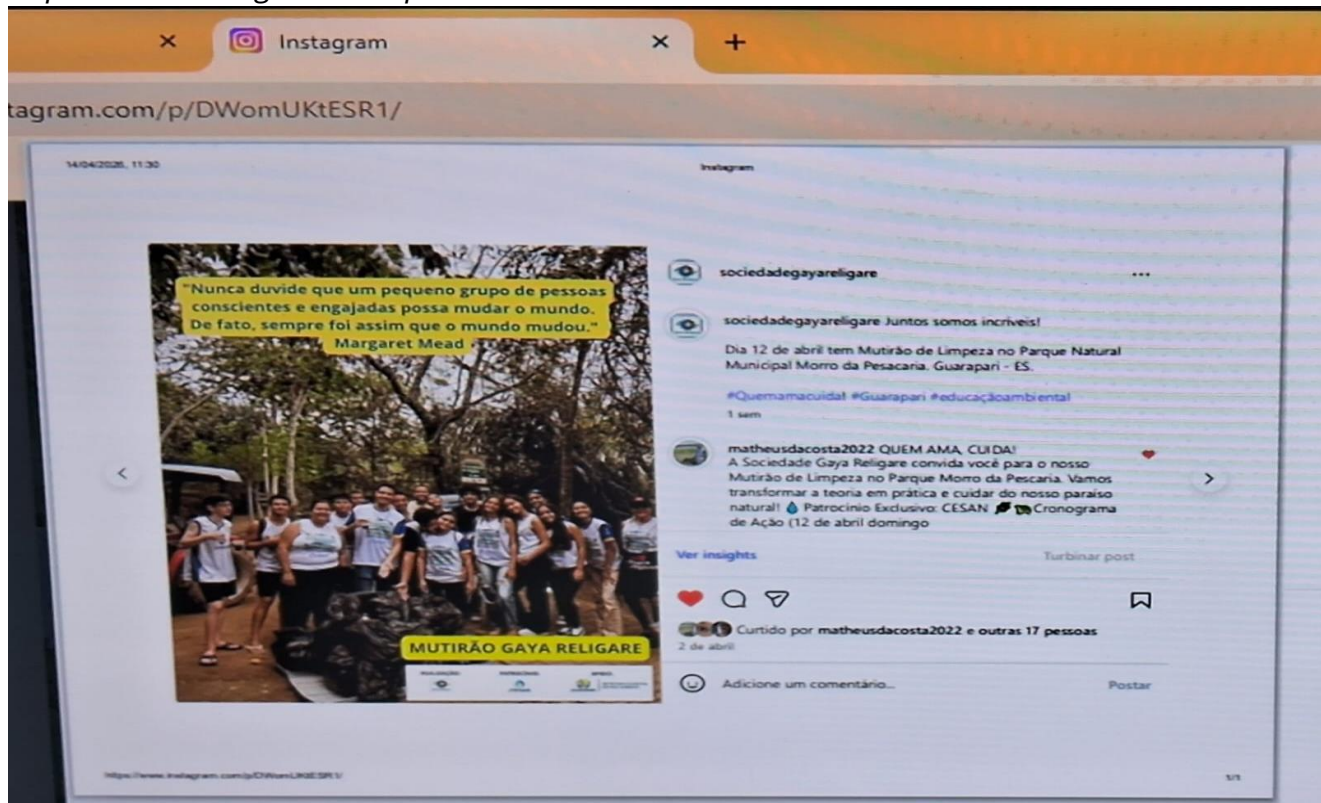 Instagram
tagram.com/p/DWomUKtESR1/
14/04/2026, 11:30
Instagram
"Nunca duvide que um pequeno grupo de pessoas
conscientes e engajadas possa mudar o mundo.
De fato, sempre foi assim que o mundo mudou."
Margaret Mead
MUTIRÃO GAYA RELIGARE
sociedadegayareligare
sociedadegayareligare Juntos somos incríveis!
Dia 12 de abril tem Mutirão de Limpeza no Parque Natural
Municipal Morro da Pesacaria. Guarapari - ES.
#Quemamacuida! #Guarapari #educaçãoambiental
1 sem
matheusdacosta2022 QUEM AMA, CUIDA!
A Sociedade Gaya Religare convida você para o nosso
Mutirão de Limpeza no Parque Morro da Pescaria. Vamos
transformar a teoria em prática e cuidar do nosso paraíso
natural! 💧 Patrocínio Exclusivo: CESAN Cronograma
de Ação (12 de abril domingo
Ver insights
Turbinar post
Curtido por matheusdacosta2022 e outras 17 pessoas
2 de abril
Adicione um comentário...
Postar
https://www.instagram.com/p/DWomUKtESR1/
1/1